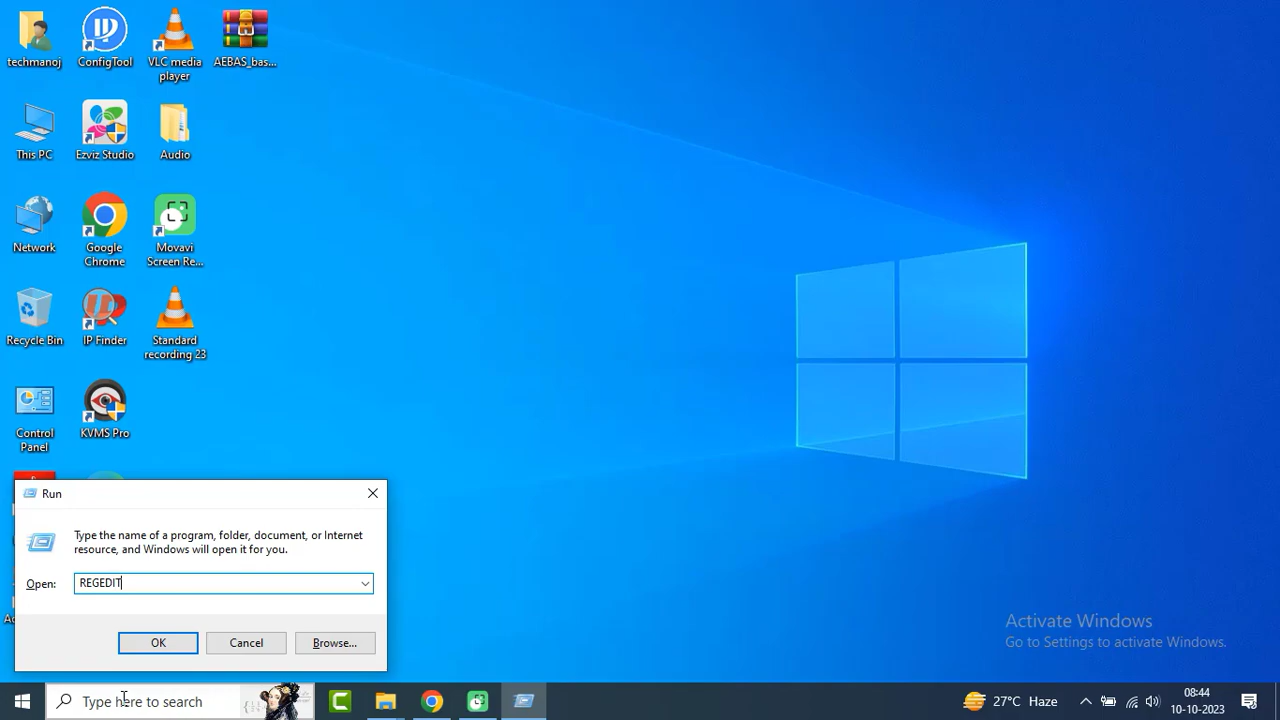 techmanoj
ConfigTool
VLC media
player
AEBAS_bas...
This PC
Ezviz Studio
Audio
Network
Google
Chrome
Movavi
Screen Re...
Recycle Bin
IP Finder
Standard
recording 23
Control
Panel
KVMS Pro
Run
Type the name of a program, folder, document, or Internet
resource, and Windows will open it for you.
Open: REGEDIT
OK Cancel Browse...
Activate Windows
Go to Settings to activate Windows.
Type here to search
27°C Haze
08:44
10-10-2023